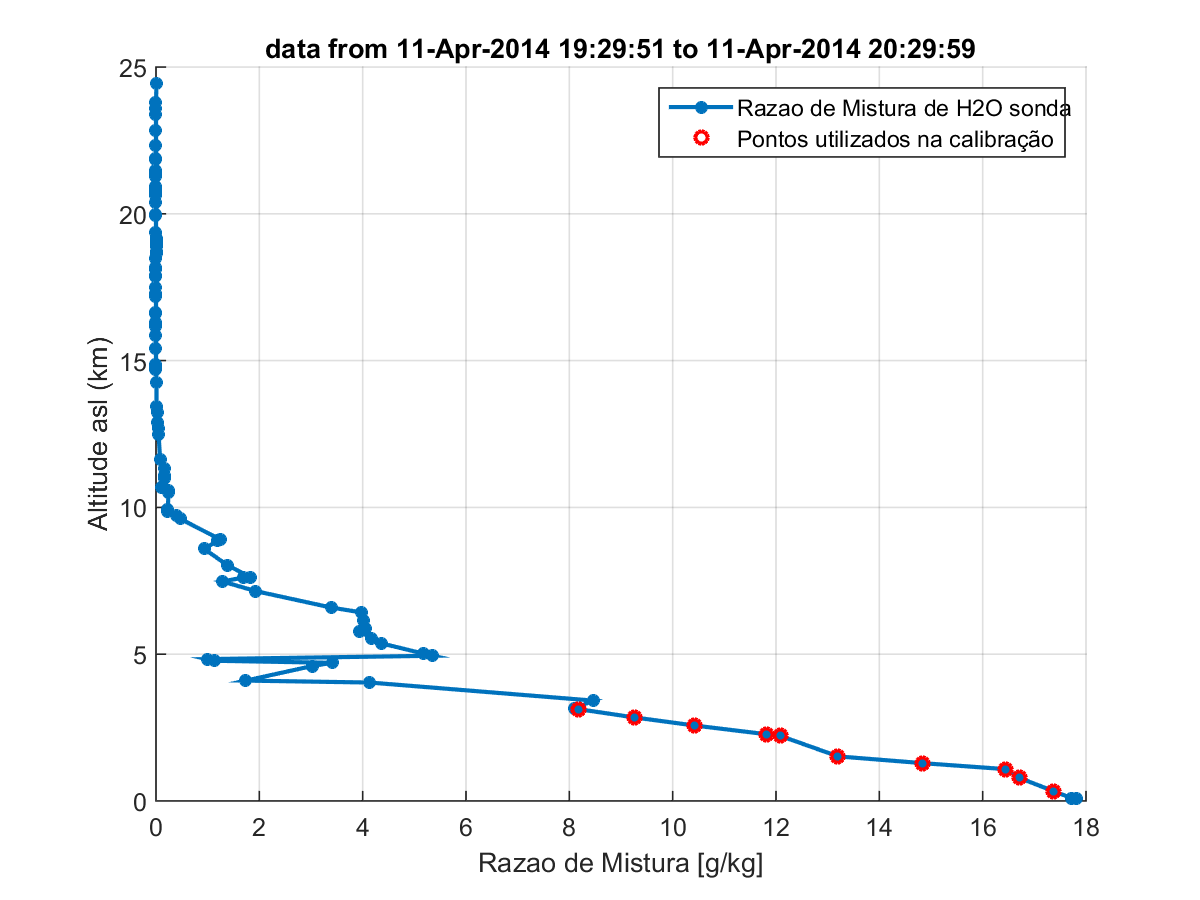 data from 11-Apr-2014 19:29:51 to 11-Apr-2014 20:29:59
Razao de Mistura de H2O sonda
Pontos utilizados na calibração
25
20
15
10
5
0
Altitude asl (km)
0 2 4 6 8 10 12 14 16 18
Razao de Mistura [g/kg]